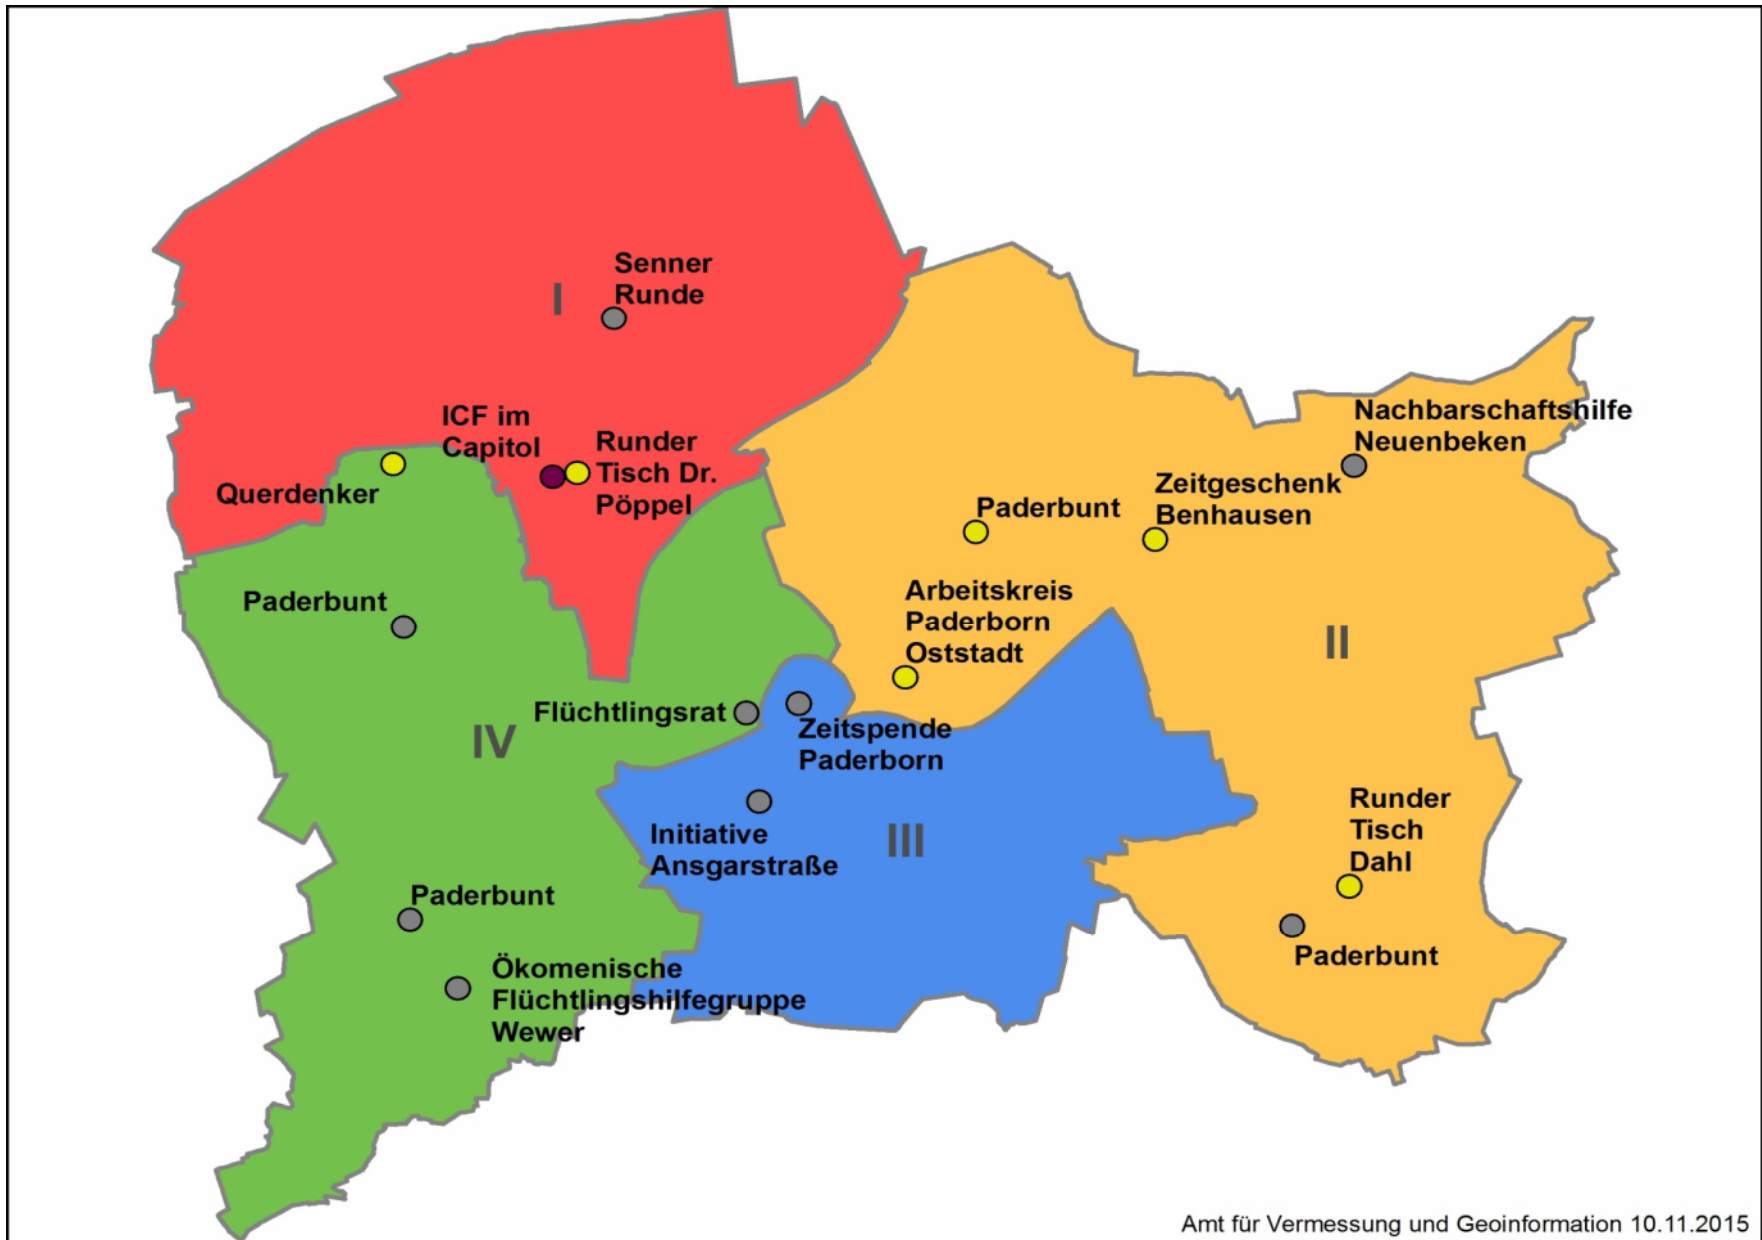 Senner
Runde
I
ICF im
Capitol
Runder
Tisch Dr.
Pöppel
Querdenker
Nachbarschaftshilfe
Neuenbeken
Zeitgeschenk
Benhausen
Paderbunt
Arbeitskreis
Paderborn
Oststadt
II
Paderbunt
Flüchtlingsrat
IV
Zeitspende
Paderborn
Initiative
Ansgarstraße
III
Runder
Tisch
Dahl
Paderbunt
Paderbunt
Ökomenische
Flüchtlingshilfegruppe
Wewer
Amt für Vermessung und Geoinformation 10.11.2015